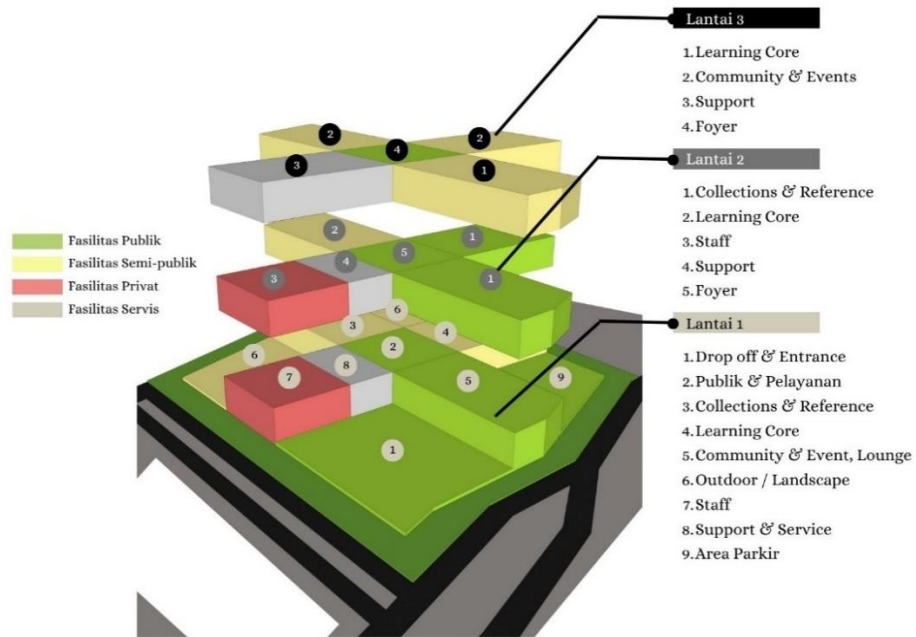 Lantai 3
1.Learning Core
2.Community & Events
3.Support
4.Foyer
Lantai 2
1.Collections & Reference
2.Learning Core
3.Staff
4.Support
5.Foyer
Lantai 1
1.Drop off & Entrance
2.Publik & Pelayanan
3.Collections & Reference
4.Learning Core
5.Community & Event, Lounge
6.Outdoor / Landscape
7.Staff
8.Support & Service
9.Area Parkir
Fasilitas Publik
Fasilitas Semi-publik
Fasilitas Privat
Fasilitas Servis
2
2
4
3
1
2
1
5
4
3
1
6
3
4
2
6
8
7
5
9
1